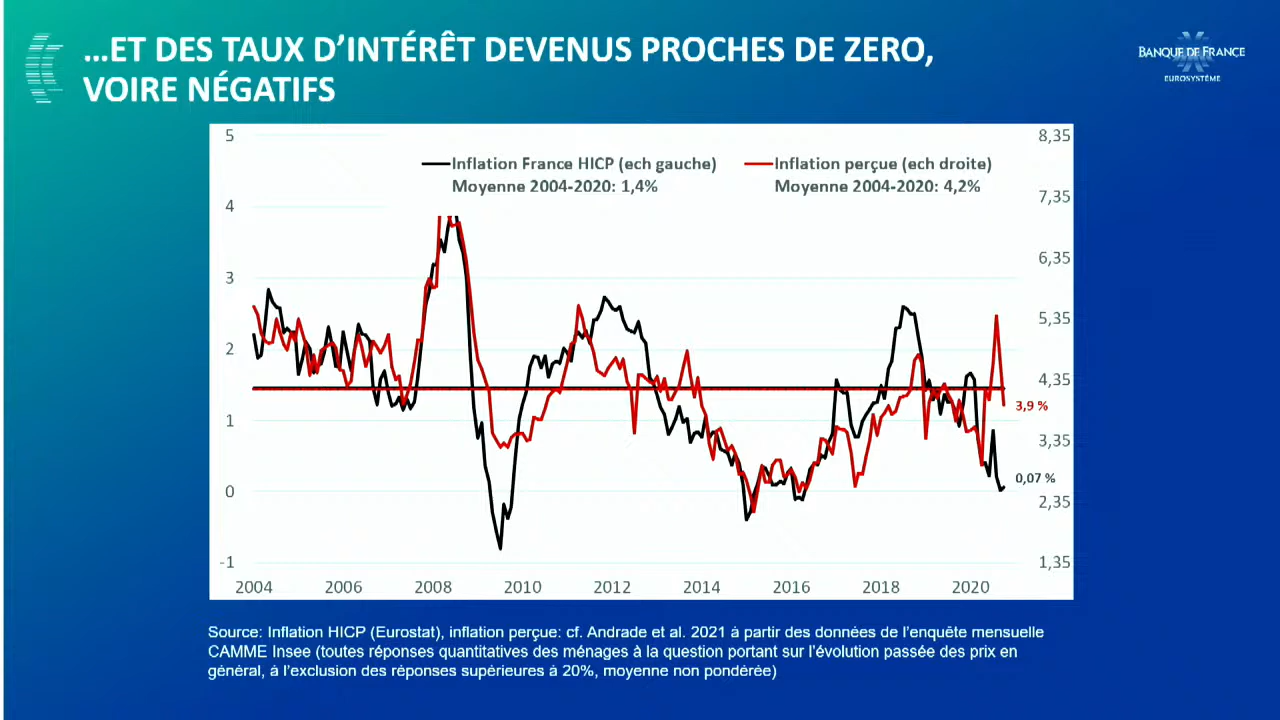 …ET DES TAUX D’INTÉRÊT DEVENUS PROCHES DE ZERO,
VOIRE NÉGATIFS
BANQUE DE FRANCE
EUROSYSTÈME
5
4
3
2
1
0
-1
Inflation France HICP (ech gauche)
Moyenne 2004-2020: 1,4%
Inflation perçue (ech droite)
Moyenne 2004-2020: 4,2%
8,35
7,35
6,35
5,35
4,35
3,35
2,35
1,35
3,9 %
0,07 %
2004 2006 2008 2010 2012 2014 2016 2018 2020
Source: Inflation HICP (Eurostat), inflation perçue: cf. Andrade et al. 2021 à partir des données de l’enquête mensuelle
CAMME Insee (toutes réponses quantitatives des ménages à la question portant sur l’évolution passée des prix en
général, á l’exclusion des réponses supérieures à 20%, moyenne non pondérée)